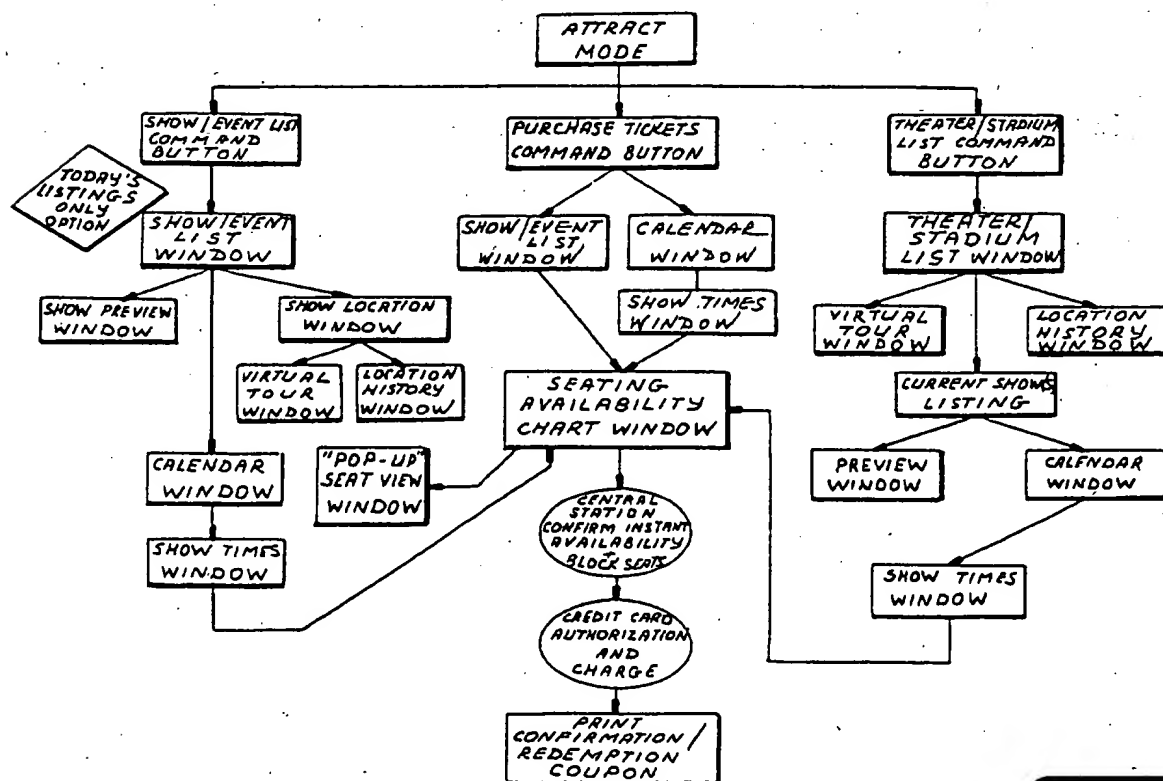 ATTRACT
MODE
SHOW/EVENT LIST
COMMAND
BUTTON
PURCHASE TICKETS
COMMAND BUTTON
THEATER/STADIUM
LIST COMMAND
BUTTON
TODAY'S
LISTINGS
ONLY
OPTION
SHOW/EVENT
LIST
WINDOW
SHOW/EVENT
LIST
WINDOW
CALENDAR
WINDOW
THEATER/
STADIUM
LIST WINDOW
SHOW PREVIEW
WINDOW
SHOW LOCATION
WINDOW
SHOW TIMES
WINDOW
VIRTUAL
TOUR
WINDOW
LOCATION
HISTORY
WINDOW
VIRTUAL
TOUR
WINDOW
LOCATION
HISTORY
WINDOW
SEATING
AVAILABILITY
CHART WINDOW
CURRENT SHOWS
LISTING
CALENDAR
WINDOW
"POP-UP"
SEAT VIEW
WINDOW
PREVIEW
WINDOW
CALENDAR
WINDOW
CENTRAL
STATION
CONFIRM INSTANT
AVAILABILITY
+
BLOCK SEATS
SHOW TIMES
WINDOW
SHOW TIMES
WINDOW
CREDIT CARD
AUTHORIZATION
AND
CHARGE
PRINT
CONFIRMATION/
REDEMPTION
COUPON